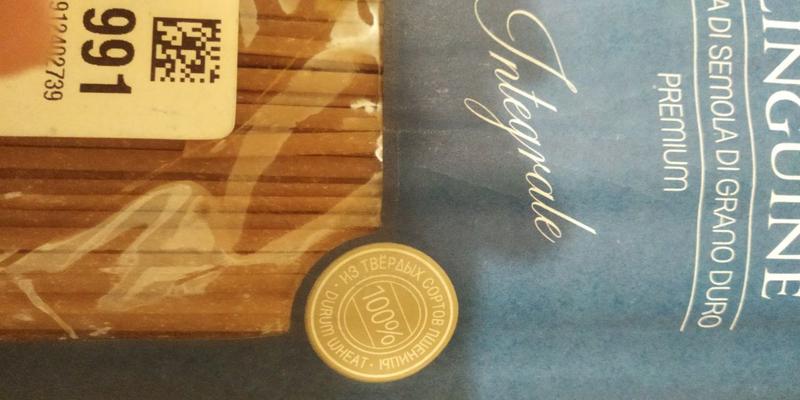 LINGUINE
A DI SEMOLA DI GRANO DURO
PREMIUM
Integrale
991
912402739
100%
ИЗ ТВЁРДЫХ СОРТОВ ПШЕНИЦЫ
DURUM WHEAT